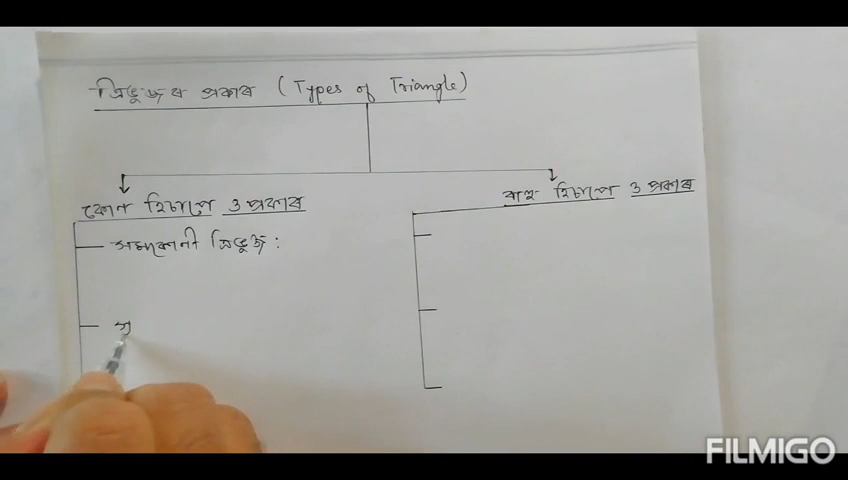 ত্ৰিভুজৰ প্ৰকাৰ (Types of Triangle)
কোন হিচাপে ৩ প্ৰকাৰ
বাহু হিচাপে ৩ প্ৰকাৰ
সমকোনী ত্ৰিভুজ :
FILMIGO